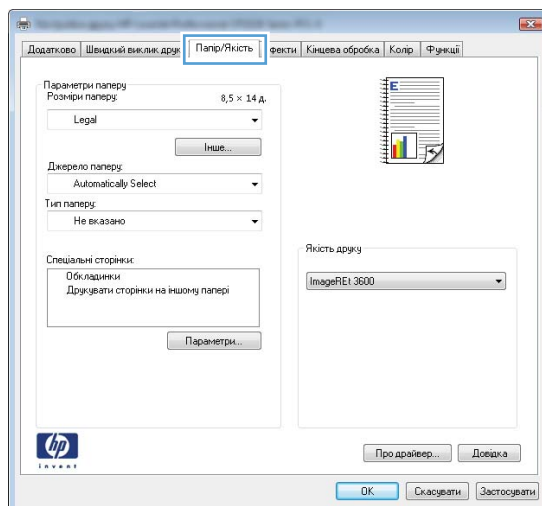 Додатково Швидкий виклик друк Папір/Якість фекти Кінцева обробка Колір Функції
Параметри паперу
Розміри паперу: 8,5 × 14 д.
Legal
Інше...
Джерело паперу:
Automatically Select
Тип паперу:
Не вказано
Спеціальні сторінки:
Обкладинки
Друкувати сторінки на іншому папері
Параметри...
E
Якість друку
ImageREt 3600
hp
invent
Про драйвер... Довідка
OK Скасувати Застосувати